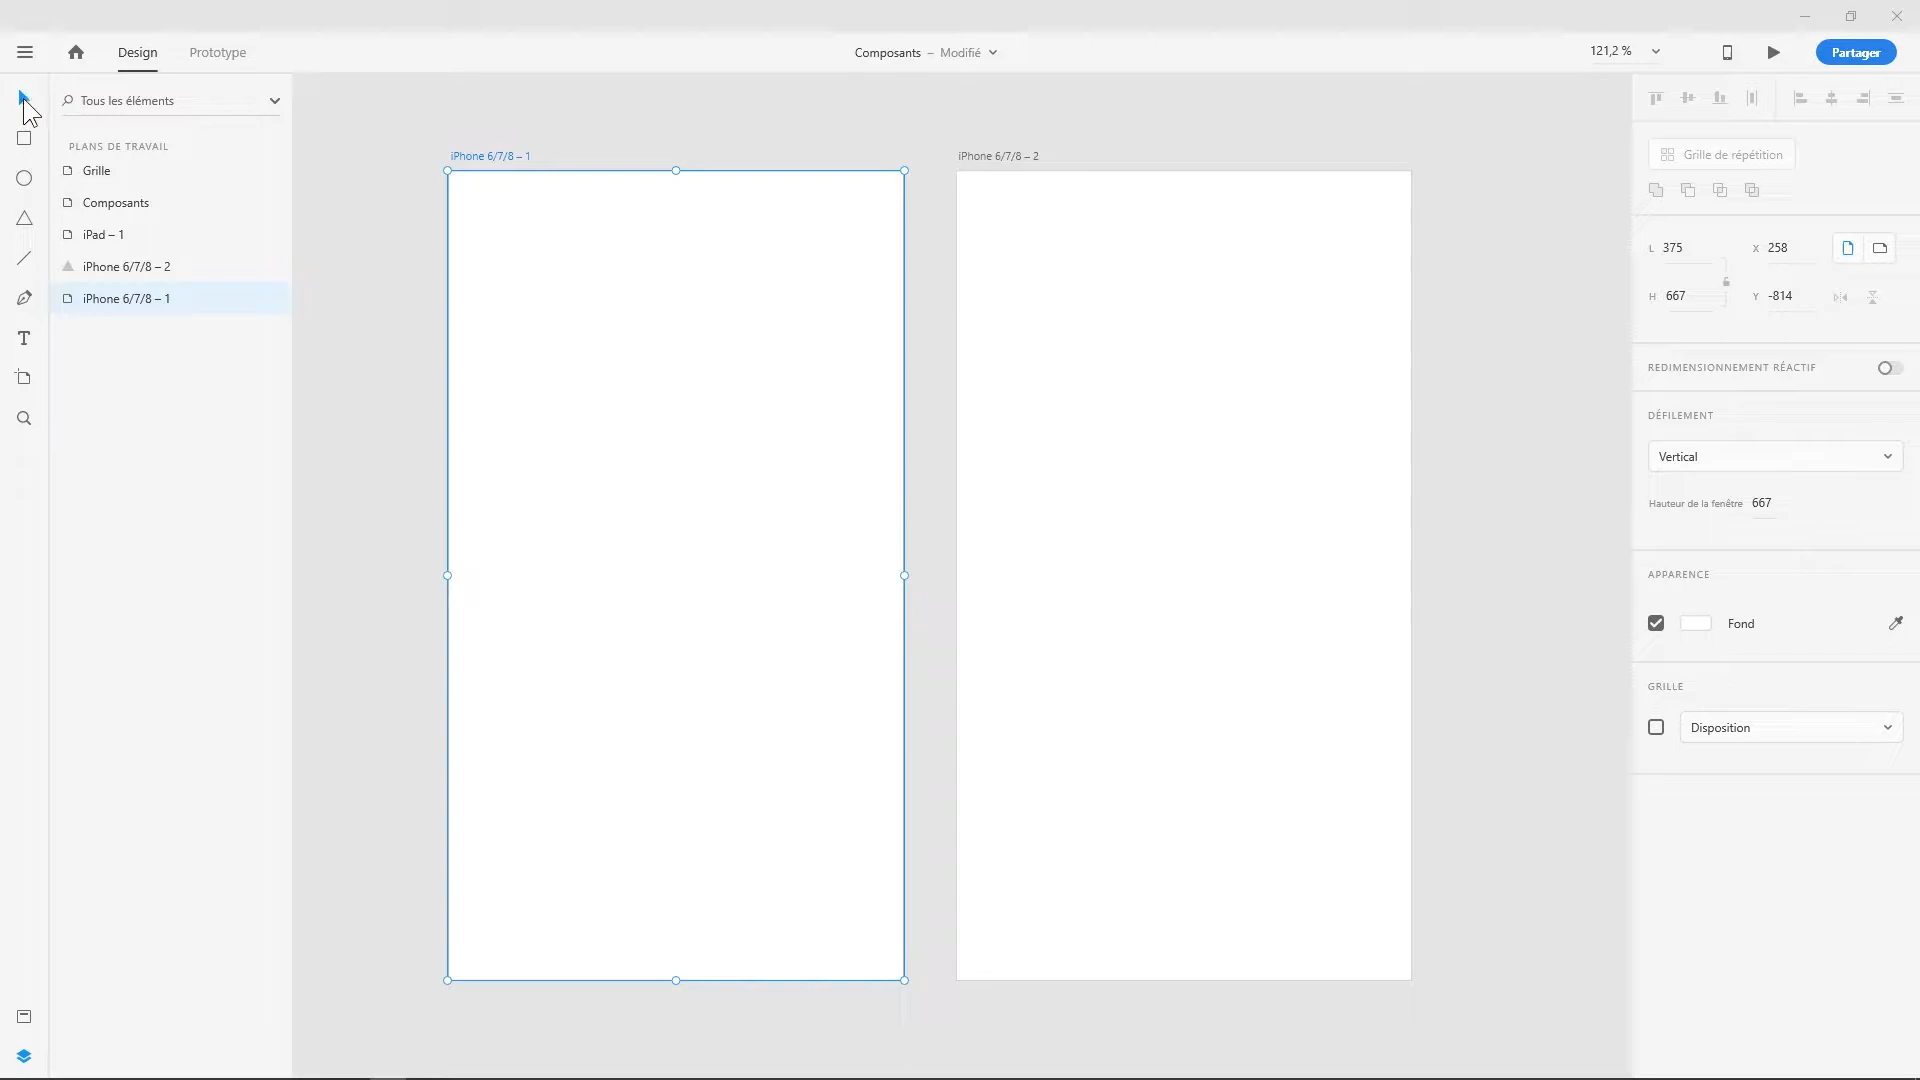 Design
Prototype
Composants – Modifié
121,2 %
Partager
Tous les éléments
PLANS DE TRAVAIL
Grille
Composants
iPad – 1
iPhone 6/7/8 – 2
iPhone 6/7/8 – 1
iPhone 6/7/8 – 1
iPhone 6/7/8 – 2
Grille de répétition
L 375
X 258
H 667
Y -814
REDIMENSIONNEMENT RÉACTIF
DÉFILEMENT
Vertical
Hauteur de la fenêtre 667
APPARENCE
Fond
GRILLE
Disposition